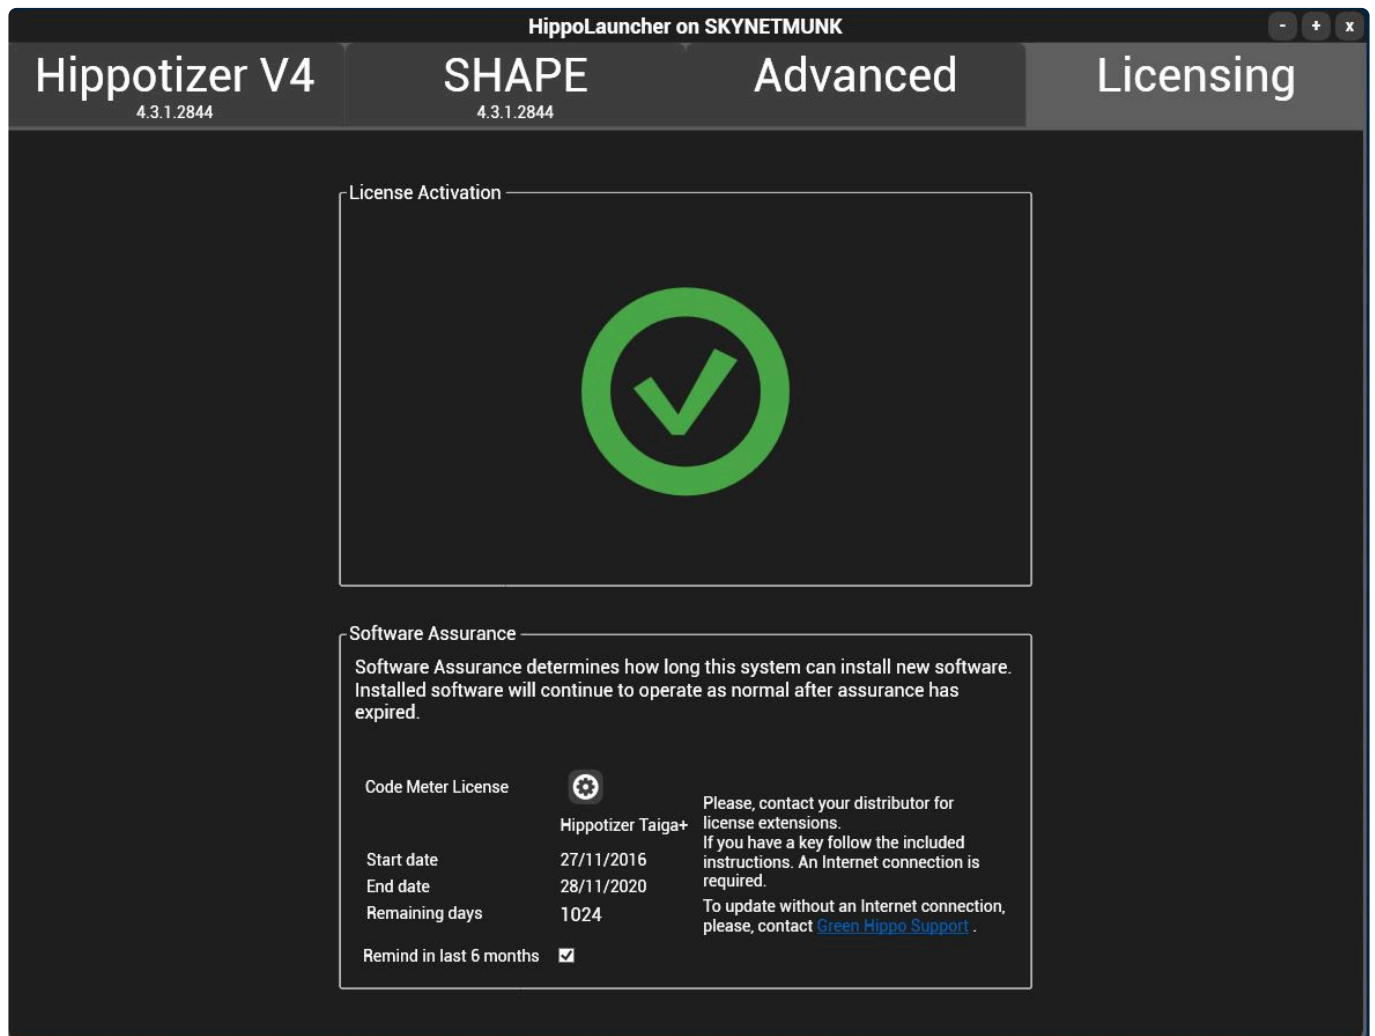 HippoLauncher on SKYNETMUNK
- + x
Hippotizer V4
4.3.1.2844
SHAPE
4.3.1.2844
Advanced
Licensing
License Activation
Software Assurance
Software Assurance determines how long this system can install new software.
Installed software will continue to operate as normal after assurance has
expired.
Code Meter License
Hippotizer Taiga+
Start date 27/11/2016
End date 28/11/2020
Remaining days 1024
Remind in last 6 months
Please, contact your distributor for
license extensions.
If you have a key follow the included
instructions. An Internet connection is
required.
To update without an Internet connection,
please, contact Green Hippo Support .